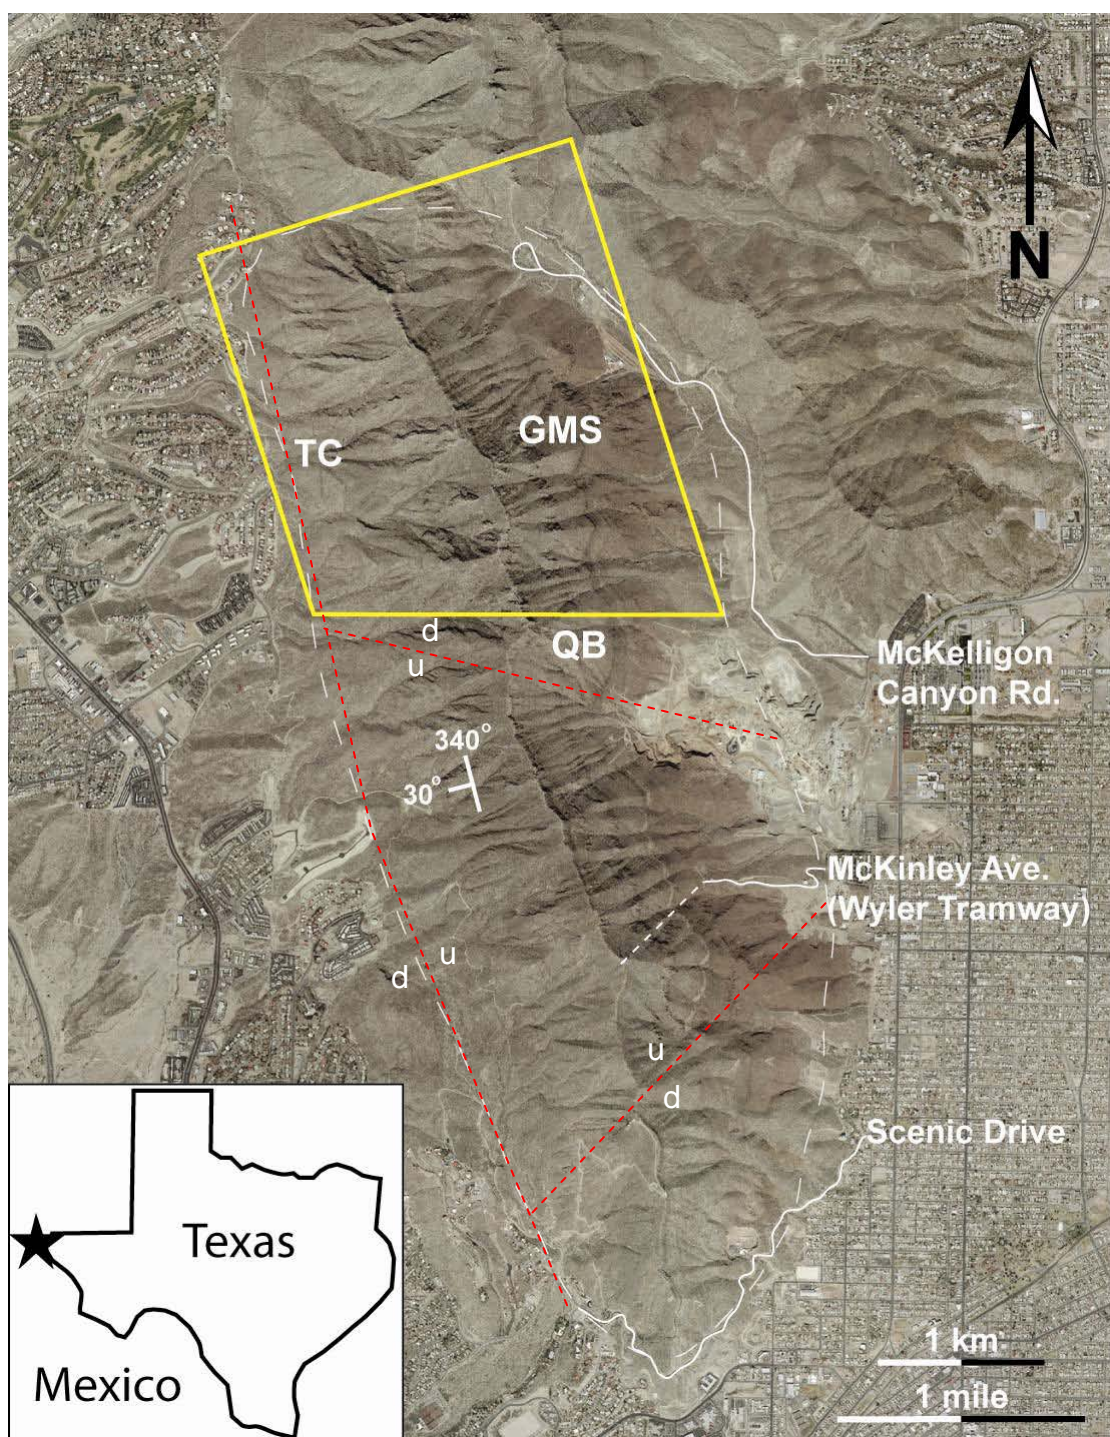 N
GMS
TC
d
QB
u
McKelligon
Canyon Rd.
340°
30°
McKinley Ave.
(Wyler Tramway)
u
d
u
d
Scenic Drive
Texas
Mexico
1 km
1 mile